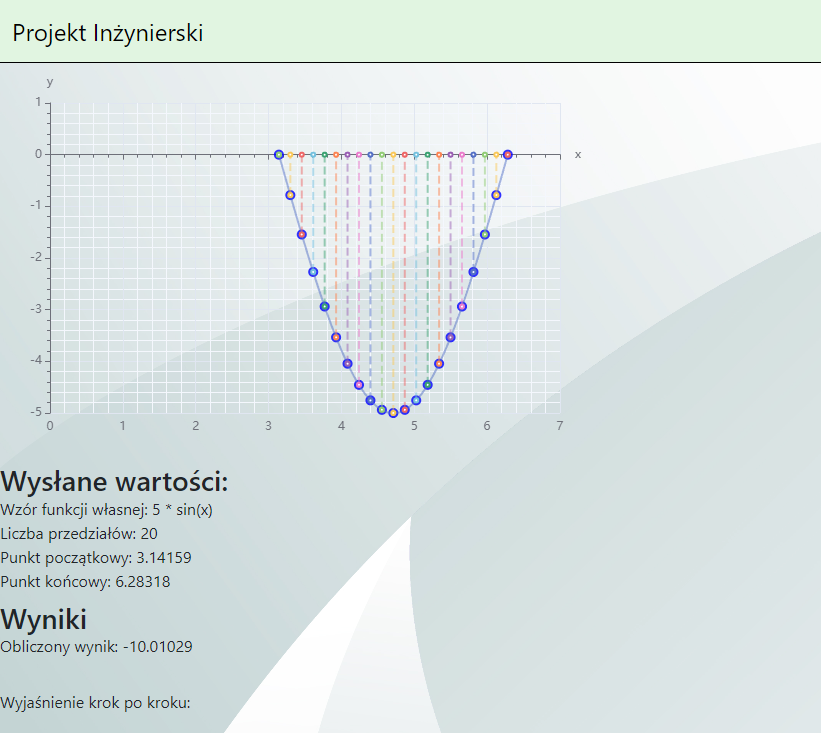 Projekt Inżynierski
y
1
0
x
-1
-2
-3
-4
-5
0 1 2 3 4 5 6 7
Wysłane wartości:
Wzór funkcji własnej: 5 * sin(x)
Liczba przedziałów: 20
Punkt początkowy: 3.14159
Punkt końcowy: 6.28318
Wyniki
Obliczony wynik: -10.01029
Wyjaśnienie krok po kroku: